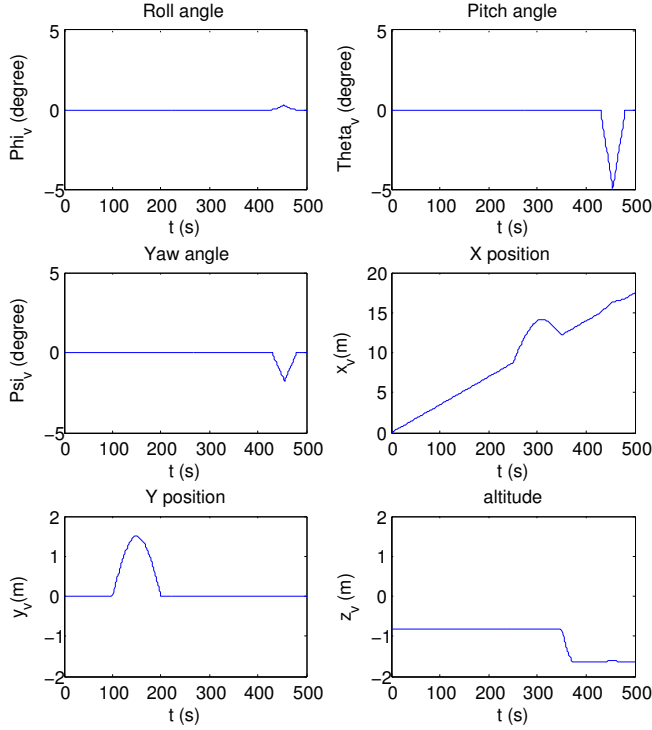 Roll angle
5
0
−5
Phi_v (degree)
0 100 200 300 400 500
t (s)
Pitch angle
5
0
−5
Theta_v (degree)
0 100 200 300 400 500
t (s)
Yaw angle
5
0
−5
Psi_v (degree)
0 100 200 300 400 500
t (s)
X position
20
15
10
5
0
x_v(m)
0 100 200 300 400 500
t (s)
Y position
2
1
0
−1
−2
y_v(m)
0 100 200 300 400 500
t (s)
altitude
2
1
0
−1
−2
z_v(m)
0 100 200 300 400 500
t (s)